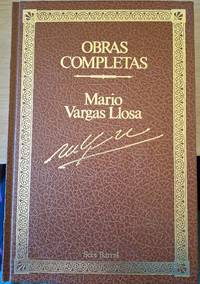 OBRAS
COMPLETAS
Mario
Vargas Llosa
Seix Barral